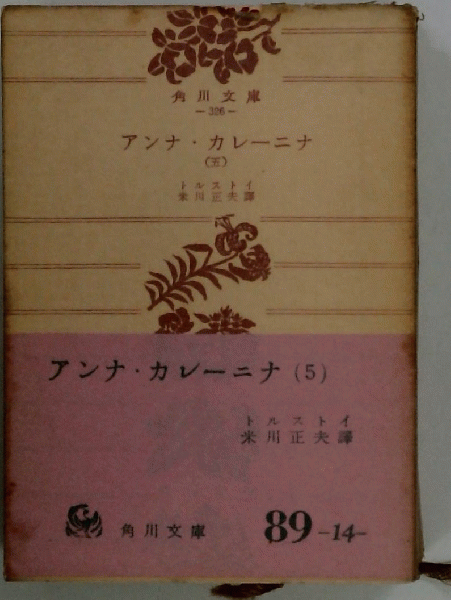 角川文庫
—326—
アンナ・カレーニナ
(五)
トルストイ
米川正夫譯
アンナ・カレーニナ(5)
トルストイ
米川正夫譯
角川文庫
89 -14-